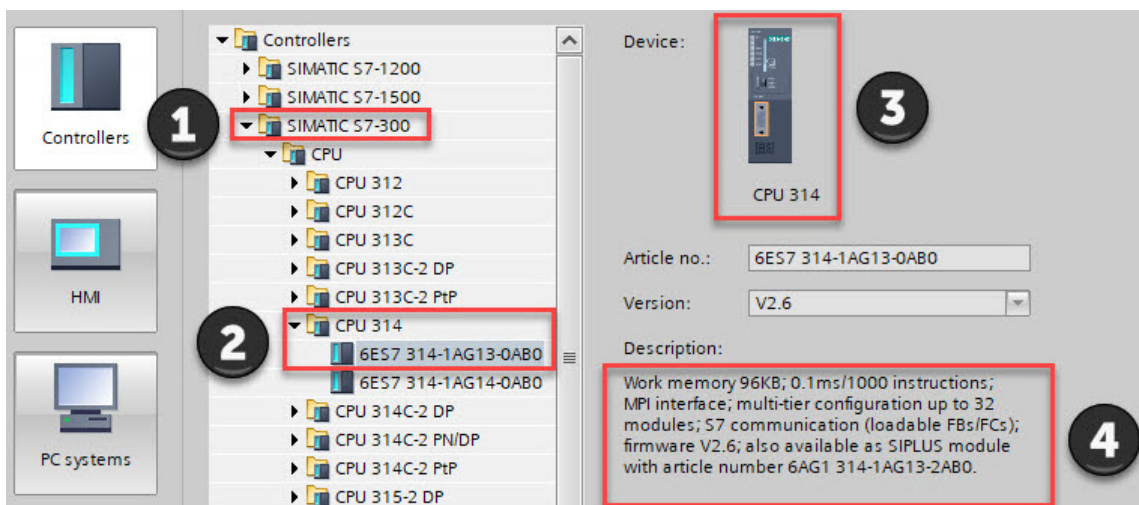 Controllers
HMI
PC systems
1
Controllers
SIMATIC S7-1200
SIMATIC S7-1500
SIMATIC S7-300
CPU
CPU 312
CPU 312C
CPU 313C
CPU 313C-2 DP
CPU 313C-2 PtP
2
CPU 314
6ES7 314-1AG13-0AB0
6ES7 314-1AG14-0AB0
CPU 314C-2 DP
CPU 314C-2 PN/DP
CPU 314C-2 PtP
CPU 315-2 DP
Device:
3
CPU 314
Article no.: 6ES7 314-1AG13-0AB0
Version: V2.6
Description:
Work memory 96KB; 0.1ms/1000 instructions;
MPI interface; multi-tier configuration up to 32
modules; S7 communication (loadable FBs/FCs);
firmware V2.6; also available as SIPLUS module
with article number 6AG1 314-1AG13-2AB0.
4